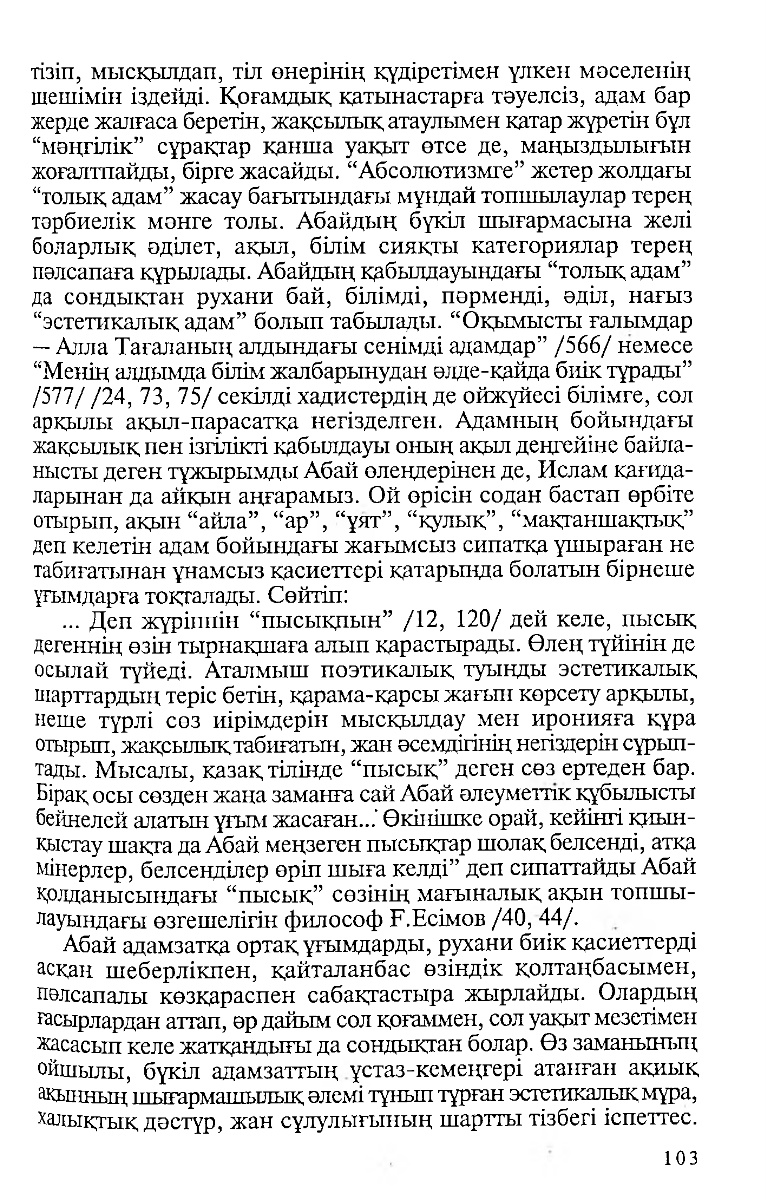 тізіп, мысқылдап, тіл өнерінің құдіретімен үлкен мәселенің
шешімін іздейді. Қоғамдық қатынастарға тәуелсіз, адам бар
жерде жалғаса беретін, жақсылық атаулымен қатар жүретін бұл
“мәңгілік” сұрақтар қанша уақыт өтсе де, маңыздылығын
жоғалтпайды, бірге жасайды. “Абсолютизмге” жетер жолдағы
“толық адам” жасау бағытындағы мұндай топшылаулар терең
тәрбиелік мәнге толы. Абайдың бүкіл шығармасына желі
боларлық әділет, ақыл, білім сияқты категориялар терең
пәлсапаға құрылады. Абайдың қабылдауындағы “толық адам”
да сондықтан рухани бай, білімді, пәрменді, әділ, нағыз
“эстетикалық адам” болып табылады. “Оқымысты ғалымдар
– Алла Тағаланың алдындағы сенімді адамдар” /566/ немесе
“Менің алдымда білім жалбарынудан әлде-қайда биік тұрады”
/577/ /24, 73, 75/ секілді хадистердің де ойжүйесі білімге, сол
арқылы ақыл-парасатқа негізделген. Адамның бойындағы
жақсылық пен ізгілікті қабылдауы оның ақыл деңгейіне байла-
нысты деген тұжырымды Абай өлеңдерінен де, Ислам қағида-
ларынан да айқын аңғарамыз. Ой өрісін содан бастап өрбіте
отырып, ақын “айла”, “ар”, “ұят”, “қулық”, “мақтаншақтық”
деп келетін адам бойындағы жағымсыз сипатқа ұшыраған не
табиғатынан ұнамсыз қасиеттері қатарында болатын бірнеше
ұғымдарға тоқталады. Сөйтіп:
... Деп жүріппін “пысықпын” /12, 120/ дей келе, пысық
дегеннің өзін тырнақшаға алып қарастырады. Өлең түйінін де
осылай түйеді. Аталмыш поэтикалық туынды эстетикалық
шарттардың теріс бетін, қарама-қарсы жағын көрсету арқылы,
неше түрлі сөз иірімдерін мысқылдау мен иронияға құра
отырып, жақсылық табиғатын, жан әсемдігінің негіздерін сұрып-
тады. Мысалы, қазақ тілінде “пысық” деген сөз ертеден бар.
Бірақ осы сөзден жаңа заманға сай Абай әлеуметтік құбылысты
бейнелей алатын ұғым жасаған... Өкінішке орай, кейінгі қиын-
қыстау шақта да Абай меңзеген пысықтар шолақ белсенді, атқа
мінерлер, белсенділер өріп шыға келді” деп сипаттайды Абай
қолданысындағы “пысық” сөзінің мағыналық ақын топшы-
лауындағы өзгешелігін философ Ғ.Есімов /40, 44/.
Абай адамзатқа ортақ ұғымдарды, рухани биік қасиеттерді
асқан шеберлікпен, қайталанбас өзіндік қолтаңбасымен,
пәлсапалы көзқараспен сабақтастыра жырлайды. Олардың
ғасырлардан аттап, әр дайым сол қоғаммен, сол уақыт мезетімен
жасасып келе жатқандығы да сондықтан болар. Өз заманының
ойшылы, бүкіл адамзаттың ұстаз-кемеңгері атанған ақиық
ақынның шығармашылық әлемі тұнып тұрған эстетикалық мұра,
халықтық дәстүр, жан сұлулығының шартты тізбегі іспеттес.
103